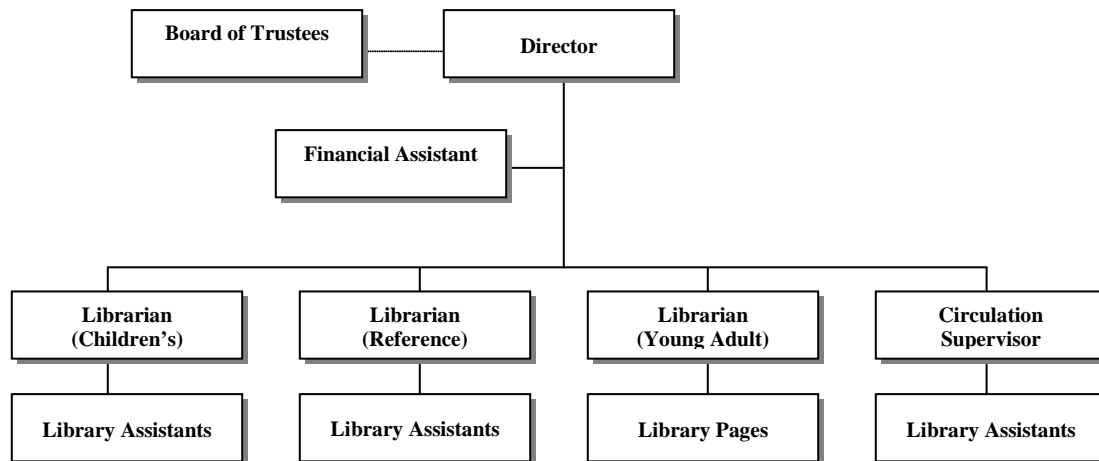 Board of Trustees
Director
Financial Assistant
Librarian
(Children’s)
Librarian
(Reference)
Librarian
(Young Adult)
Circulation
Supervisor
Library Assistants
Library Assistants
Library Pages
Library Assistants